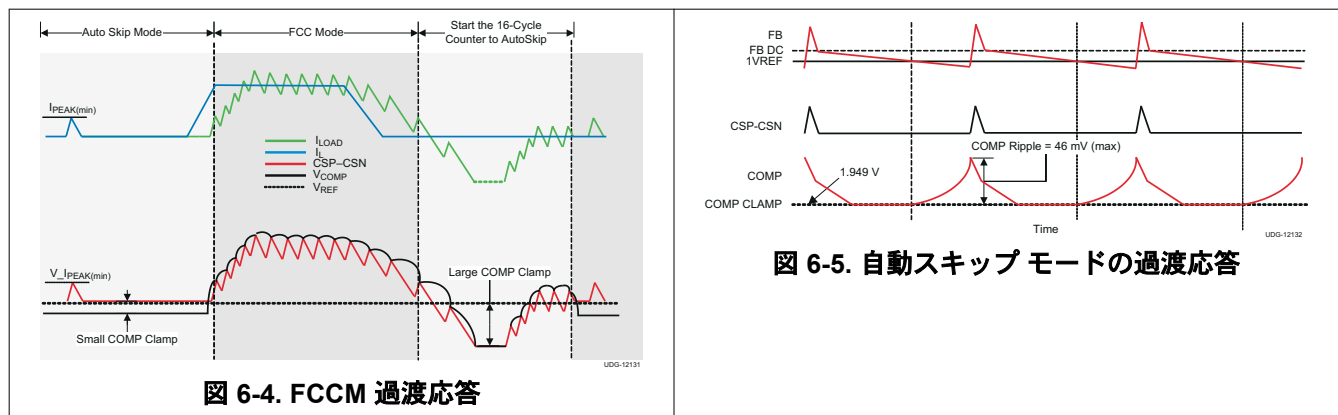 Auto Skip Mode
FCC Mode
Start the 16-Cycle
Counter to AutoSkip
IPEAK(min)
ILOAD
IL
CSP–CSN
VCOMP
VREF
V_IPEAK(min)
Large COMP Clamp
Small COMP Clamp
UDG-12131
図 6-4. FCCM 過渡応答
FB
FB DC
1VREF
CSP-CSN
COMP Ripple = 46 mV (max)
COMP
1.949 V
COMP CLAMP
Time
UDG-12132
図 6-5. 自動スキップ モードの過渡応答